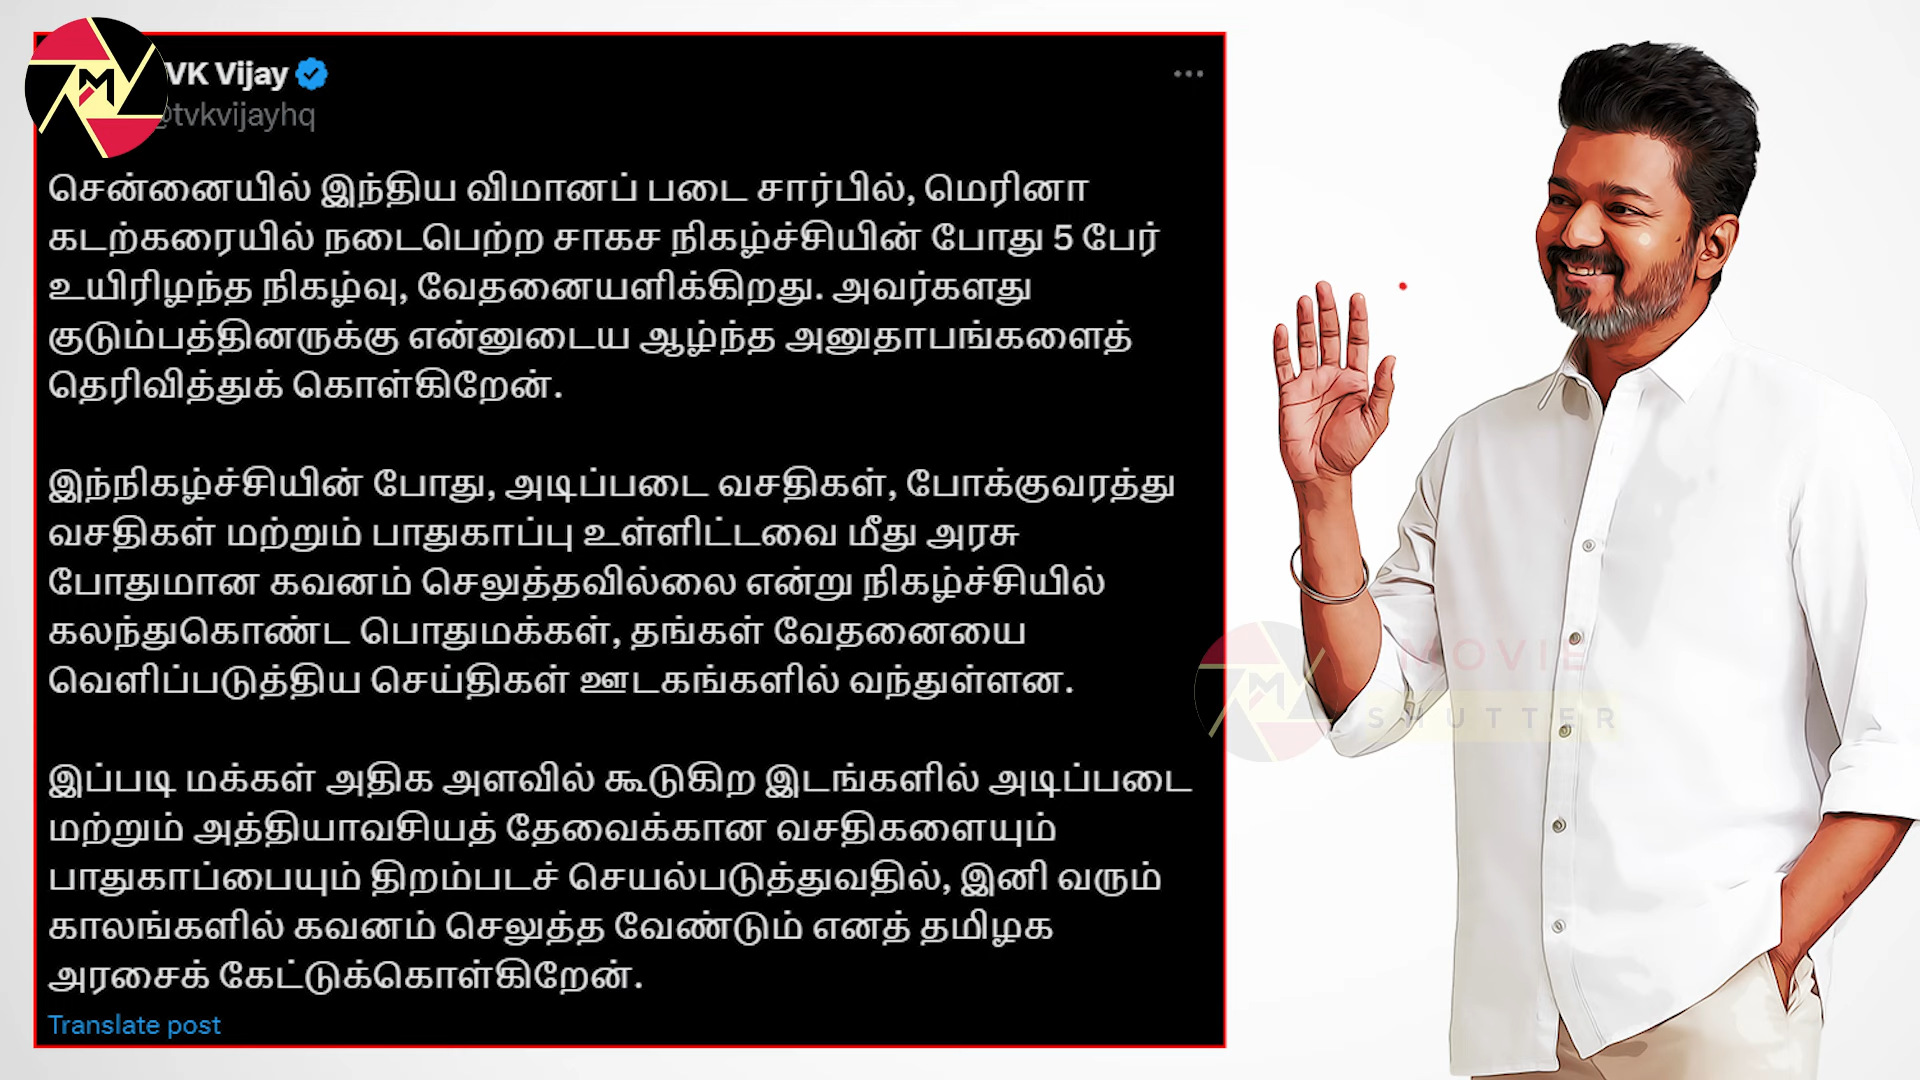 VK Vijay
@tvkvijayhq
சென்னையில் இந்திய விமானப் படை சார்பில், மெரினா
கடற்கரையில் நடைபெற்ற சாகச நிகழ்ச்சியின் போது 5 பேர்
உயிரிழந்த நிகழ்வு, வேதனையளிக்கிறது. அவர்களது
குடும்பத்தினருக்கு என்னுடைய ஆழ்ந்த அனுதாபங்களைத்
தெரிவித்துக் கொள்கிறேன்.
இந்நிகழ்ச்சியின் போது, அடிப்படை வசதிகள், போக்குவரத்து
வசதிகள் மற்றும் பாதுகாப்பு உள்ளிட்டவை மீது அரசு
போதுமான கவனம் செலுத்தவில்லை என்று நிகழ்ச்சியில்
கலந்துகொண்ட பொதுமக்கள், தங்கள் வேதனையை
வெளிப்படுத்திய செய்திகள் ஊடகங்களில் வந்துள்ளன.
இப்படி மக்கள் அதிக அளவில் கூடுகிற இடங்களில் அடிப்படை
மற்றும் அத்தியாவசியத் தேவைக்கான வசதிகளையும்
பாதுகாப்பையும் திறம்படச் செயல்படுத்துவதில், இனி வரும்
காலங்களில் கவனம் செலுத்த வேண்டும் எனத் தமிழக
அரசைக் கேட்டுக்கொள்கிறேன்.
Translate post
M
M
MOVIE
SHUTTER